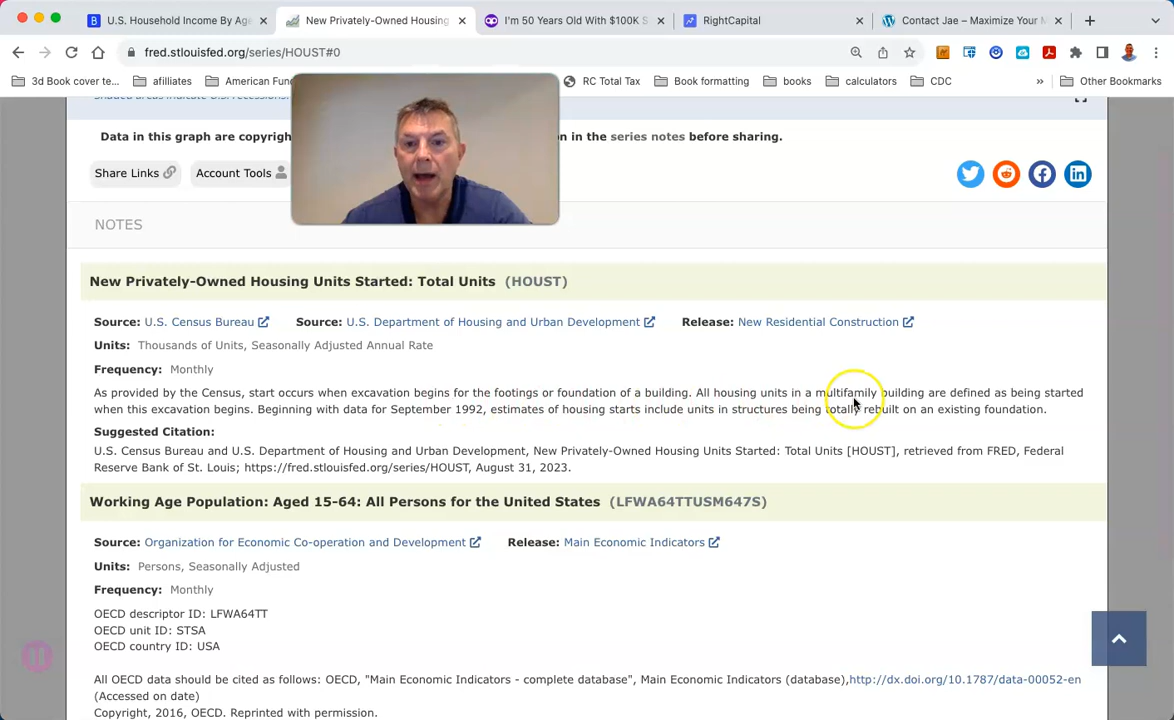 U.S. Household Income By Age
New Privately-Owned Housing
I'm 50 Years Old With $100K S
RightCapital
Contact Jae – Maximize Your M
fred.stlouisfed.org/series/HOUST#0
3d Book cover te...
afilliates
American Fun
RC Total Tax
Book formatting
books
calculators
CDC
Other Bookmarks
Shaded areas indicate U.S. recessions.
Data in this graph are copyrigh
on in the series notes before sharing.
Share Links
Account Tools
NOTES
New Privately-Owned Housing Units Started: Total Units (HOUST)
Source: U.S. Census Bureau Source: U.S. Department of Housing and Urban Development Release: New Residential Construction
Units: Thousands of Units, Seasonally Adjusted Annual Rate
Frequency: Monthly
As provided by the Census, start occurs when excavation begins for the footings or foundation of a building. All housing units in a multifamily building are defined as being started
when this excavation begins. Beginning with data for September 1992, estimates of housing starts include units in structures being totally rebuilt on an existing foundation.
Suggested Citation:
U.S. Census Bureau and U.S. Department of Housing and Urban Development, New Privately-Owned Housing Units Started: Total Units [HOUST], retrieved from FRED, Federal
Reserve Bank of St. Louis; https://fred.stlouisfed.org/series/HOUST, August 31, 2023.
Working Age Population: Aged 15-64: All Persons for the United States (LFWA64TTUSM647S)
Source: Organization for Economic Co-operation and Development Release: Main Economic Indicators
Units: Persons, Seasonally Adjusted
Frequency: Monthly
OECD descriptor ID: LFWA64TT
OECD unit ID: STSA
OECD country ID: USA
All OECD data should be cited as follows: OECD, "Main Economic Indicators - complete database", Main Economic Indicators (database),http://dx.doi.org/10.1787/data-00052-en
(Accessed on date)
Copyright, 2016, OECD. Reprinted with permission.